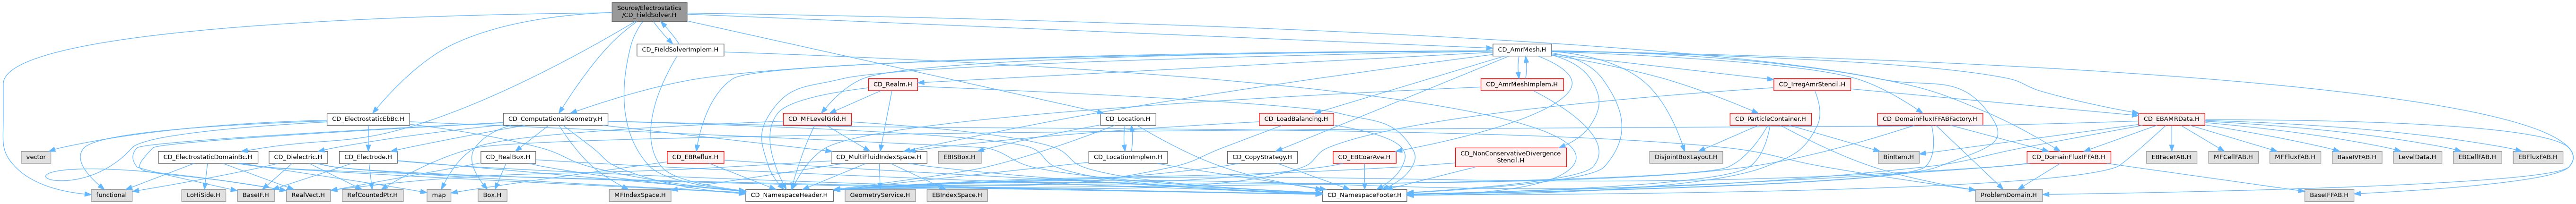 Source/Electrostatics
/CD_FieldSolver.H
CD_FieldSolverImplem.H
CD_AmrMesh.H
CD_Realm.H
CD_AmrMeshImplem.H
CD_IrregAmrStencil.H
CD_ElectrostaticEbBc.H
CD_ComputationalGeometry.H
CD_MFLevelGrid.H
CD_Location.H
CD_LoadBalancing.H
CD_ParticleContainer.H
CD_DomainFluxIFFABFactory.H
CD_EBAMRData.H
vector
CD_ElectrostaticDomainBc.H
CD_Dielectric.H
CD_Electrode.H
CD_RealBox.H
CD_EBReflux.H
CD_MultiFluidIndexSpace.H
EBISBox.H
CD_LocationImplem.H
CD_CopyStrategy.H
CD_EBCoarAve.H
CD_NonConservativeDivergence
Stencil.H
DisjointBoxLayout.H
BinItem.H
CD_DomainFluxIFFAB.H
EBFaceFAB.H
MFCellFAB.H
MFFluxFAB.H
BaseIVFAB.H
LevelData.H
EBCellFAB.H
EBFluxFAB.H
functional
LoHiSide.H
BaseIF.H
RealVect.H
RefCountedPtr.H
map
Box.H
MFIndexSpace.H
CD_NamespaceHeader.H
GeometryService.H
EBIndexSpace.H
CD_NamespaceFooter.H
ProblemDomain.H
BaseIFFAB.H